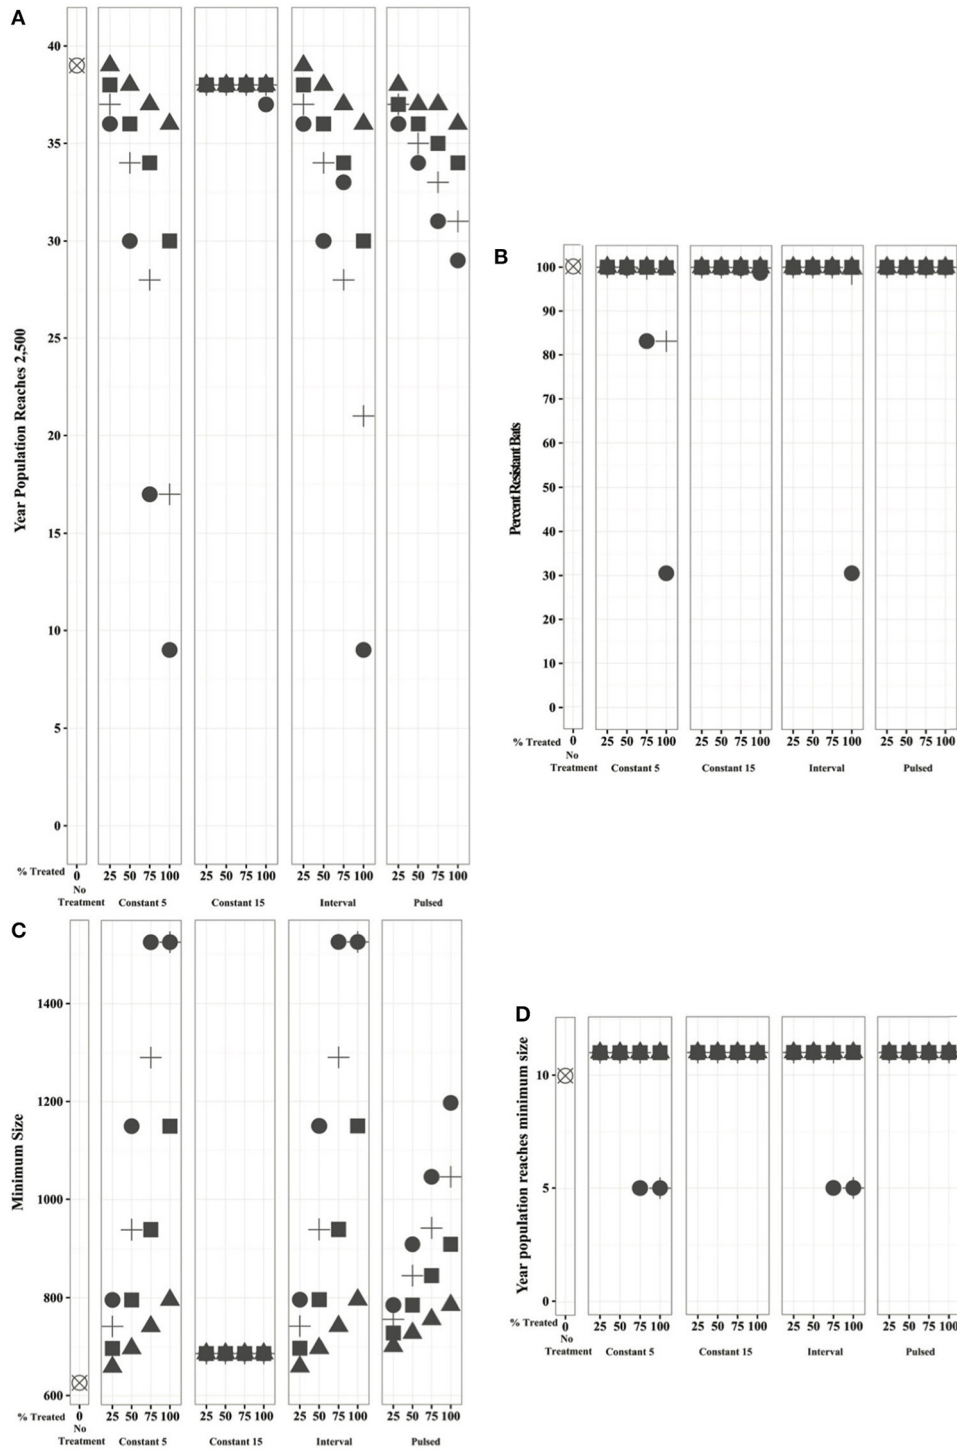 A
40
35
30
25
20
15
10
5
0
Year Population Reaches 2,500
% Treated
0 25 50 75 100 25 50 75 100 25 50 75 100 25 50 75 100
No
Treatment Constant 5 Constant 15 Interval Pulsed
B
100
90
80
70
60
50
40
30
20
10
0
Percent Resistant Bats
% Treated
0 25 50 75 100 25 50 75 100 25 50 75 100 25 50 75 100
No
Treatment Constant 5 Constant 15 Interval Pulsed
C
1400
1200
1000
800
600
Minimum Size
% Treated
0 25 50 75 100 25 50 75 100 25 50 75 100 25 50 75 100
No
Treatment Constant 5 Constant 15 Interval Pulsed
D
10
5
0
Year population reaches minimum size
% Treated
0 25 50 75 100 25 50 75 100 25 50 75 100 25 50 75 100
No
Treatment Constant 5 Constant 15 Interval Pulsed